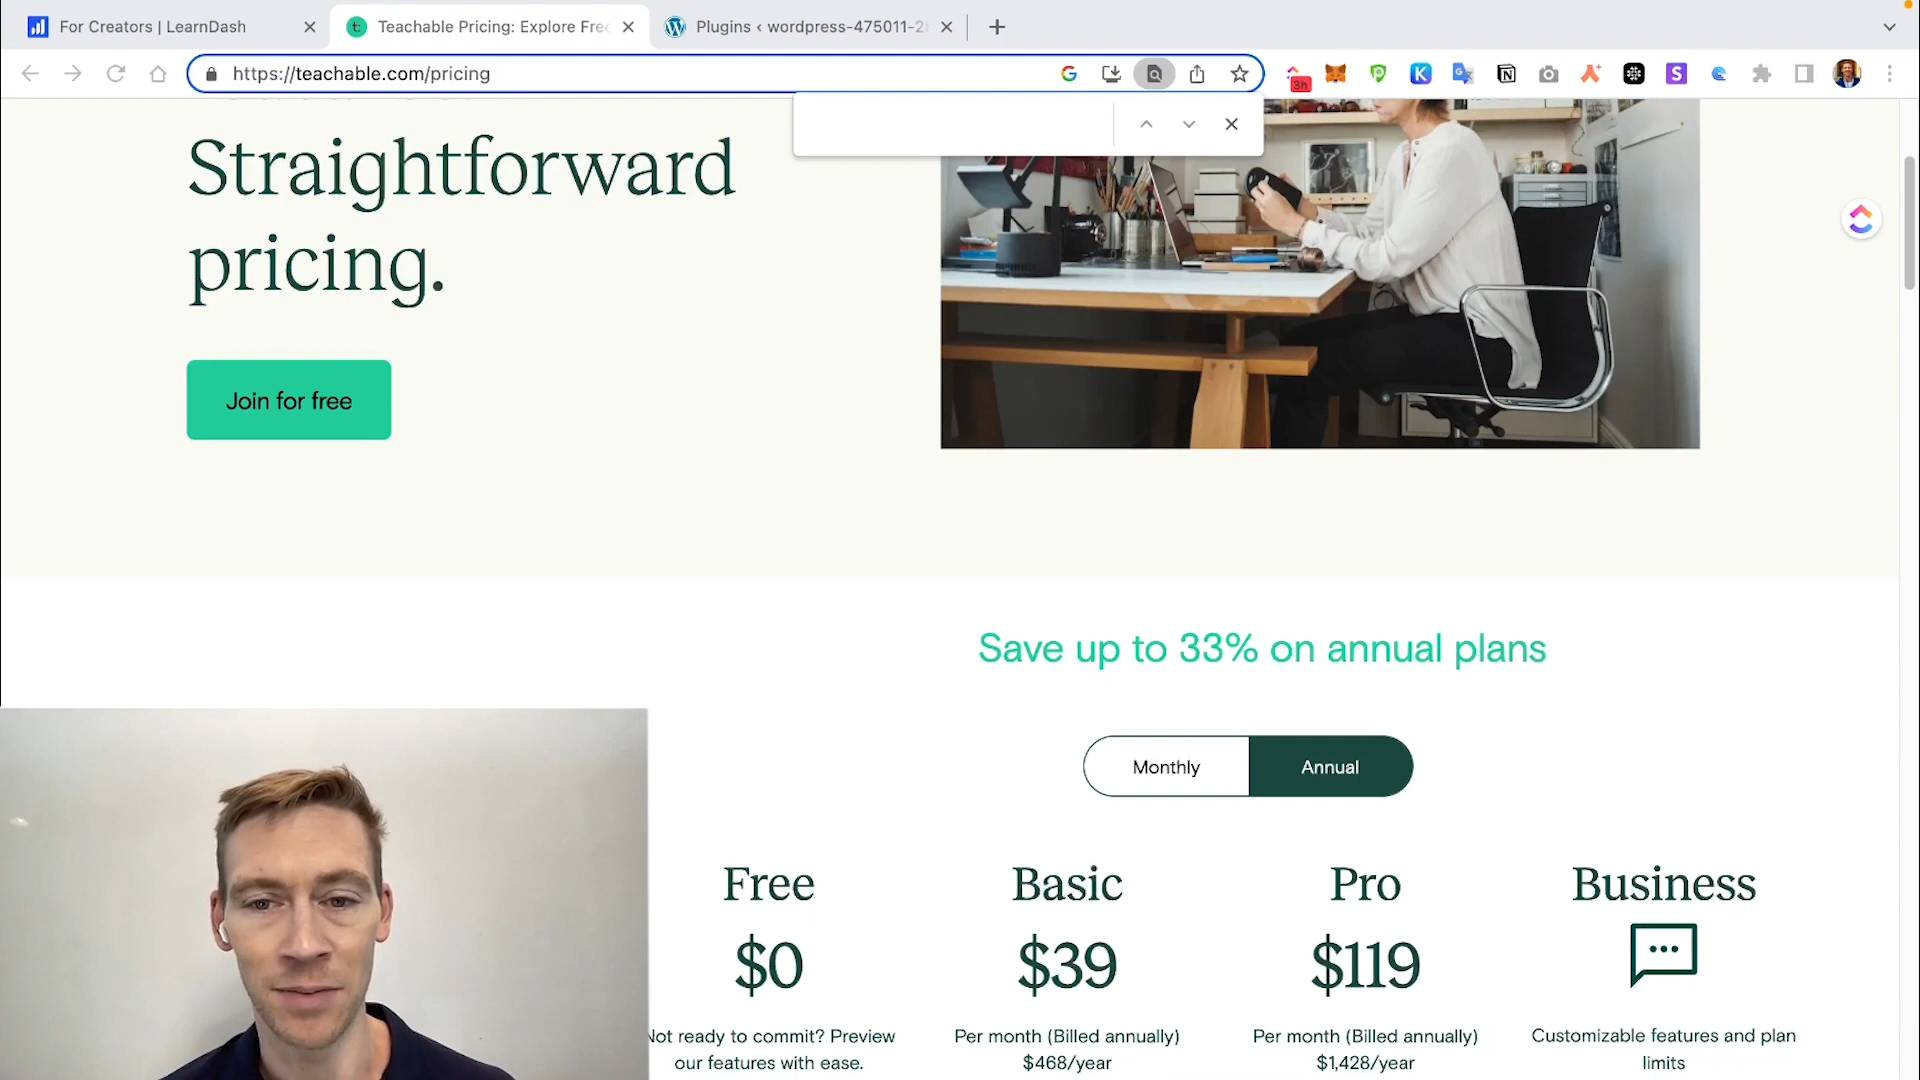 For Creators | LearnDash
Teachable Pricing: Explore Free
Plugins ‹ wordpress-475011-2
https://teachable.com/pricing
3h
Straightforward
pricing.
Join for free
Save up to 33% on annual plans
Monthly
Annual
Free
Basic
Pro
Business
$0
$39
$119
Not ready to commit? Preview
our features with ease.
Per month (Billed annually)
$468/year
Per month (Billed annually)
$1,428/year
Customizable features and plan
limits